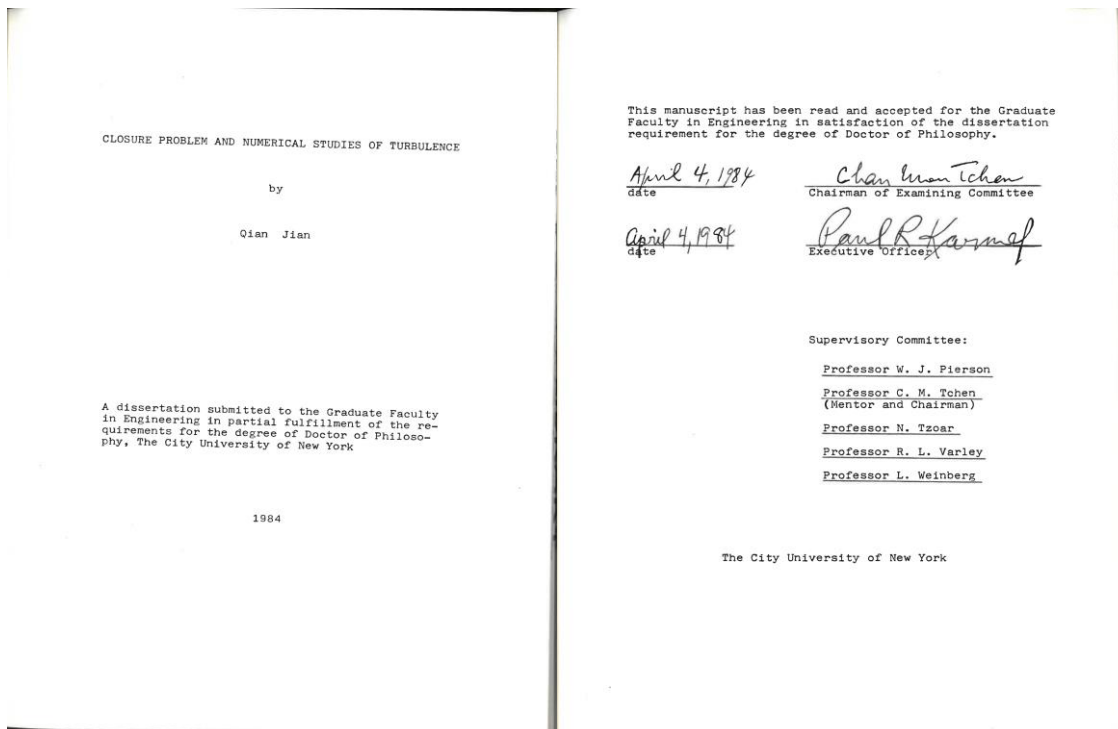 CLOSURE PROBLEM AND NUMERICAL STUDIES OF TURBULENCE
by
Qian Jian
A dissertation submitted to the Graduate Faculty
in Engineering in partial fulfillment of the re-
quirements for the degree of Doctor of Philoso-
phy, The City University of New York
1984
This manuscript has been read and accepted for the Graduate
Faculty in Engineering in satisfaction of the dissertation
requirement for the degree of Doctor of Philosophy.
April 4, 1984 Chan Mou Tchen
date Chairman of Examining Committee
April 4, 1984 Paul R Karmel
date Executive Officer
Supervisory Committee:
Professor W. J. Pierson
Professor C. M. Tchen
(Mentor and Chairman)
Professor N. Tzoar
Professor R. L. Varley
Professor L. Weinberg
The City University of New York